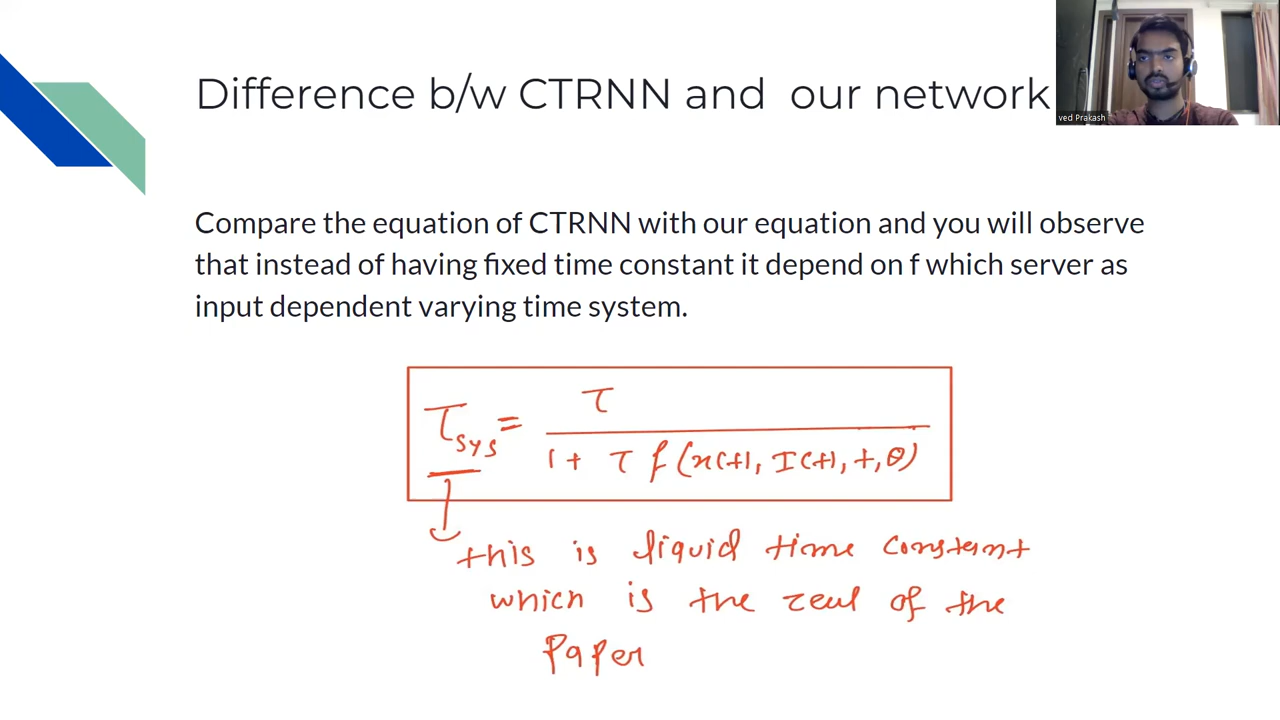 Difference b/w CTRNN and our network
ved Prakash
Compare the equation of CTRNN with our equation and you will observe
that instead of having fixed time constant it depend on f which server as
input dependent varying time system.
τsys = τ / 1 + τ f (x(t), I(t), t, θ)
this is liquid time constant
which is the of the
Paper